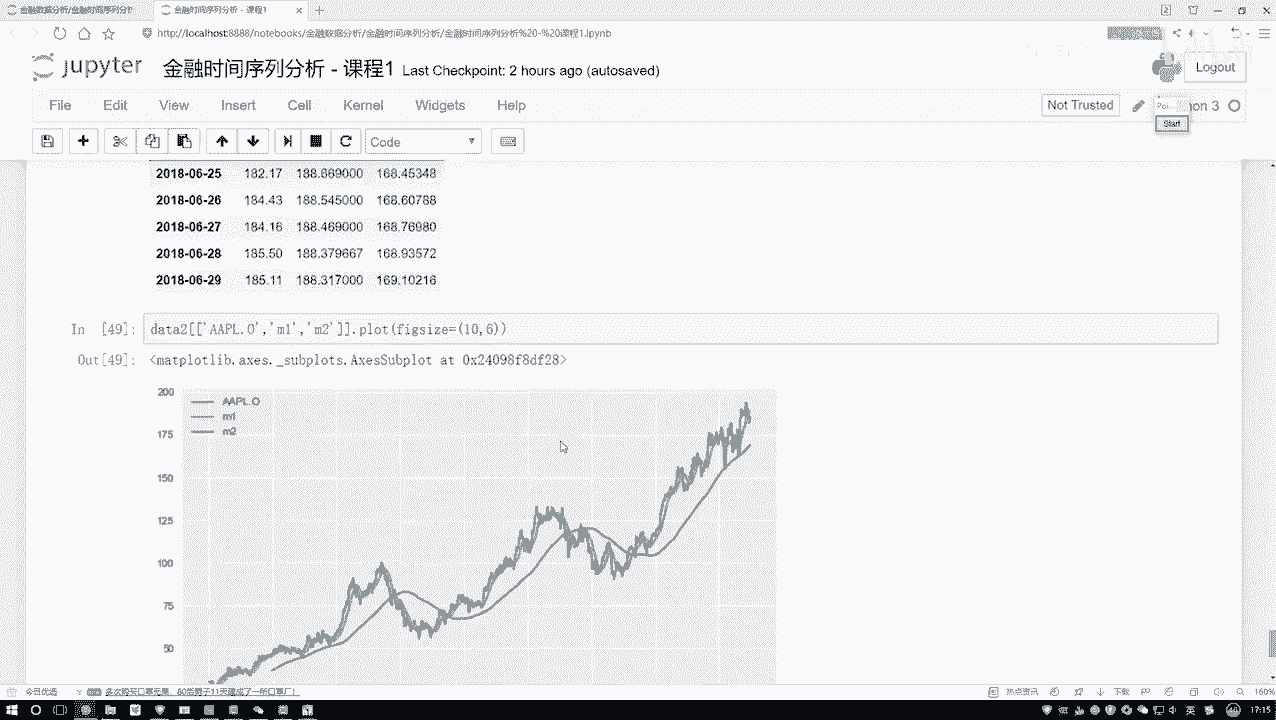 金融数据分析/金融时间序列分析
金融时间序列分析 - 课程1
http://localhost:8888/notebooks/金融数据分析/金融时间序列分析/金融时间序列分析%20-%20课程1.ipynb
jupyter 金融时间序列分析 - 课程1 Last Checkpoint: 2 hours ago (autosaved)
Logout
File Edit View Insert Cell Kernel Widgets Help
Not Trusted
Start
Code
2018-06-25 182.17 188.669000 168.45348
2018-06-26 184.43 188.545000 168.60788
2018-06-27 184.16 188.469000 168.76980
2018-06-28 185.50 188.379667 168.93572
2018-06-29 185.11 188.317000 169.10216
In [49]: data2[['AAPL.O','m1','m2']].plot(figsize=(10,6))
Out[49]: <matplotlib.axes._subplots.AxesSubplot at 0x24098f8df28>
AAPL.O
m1
m2
200
175
150
125
100
75
50
今日优选
热点资讯
下载
160%
英
17:15